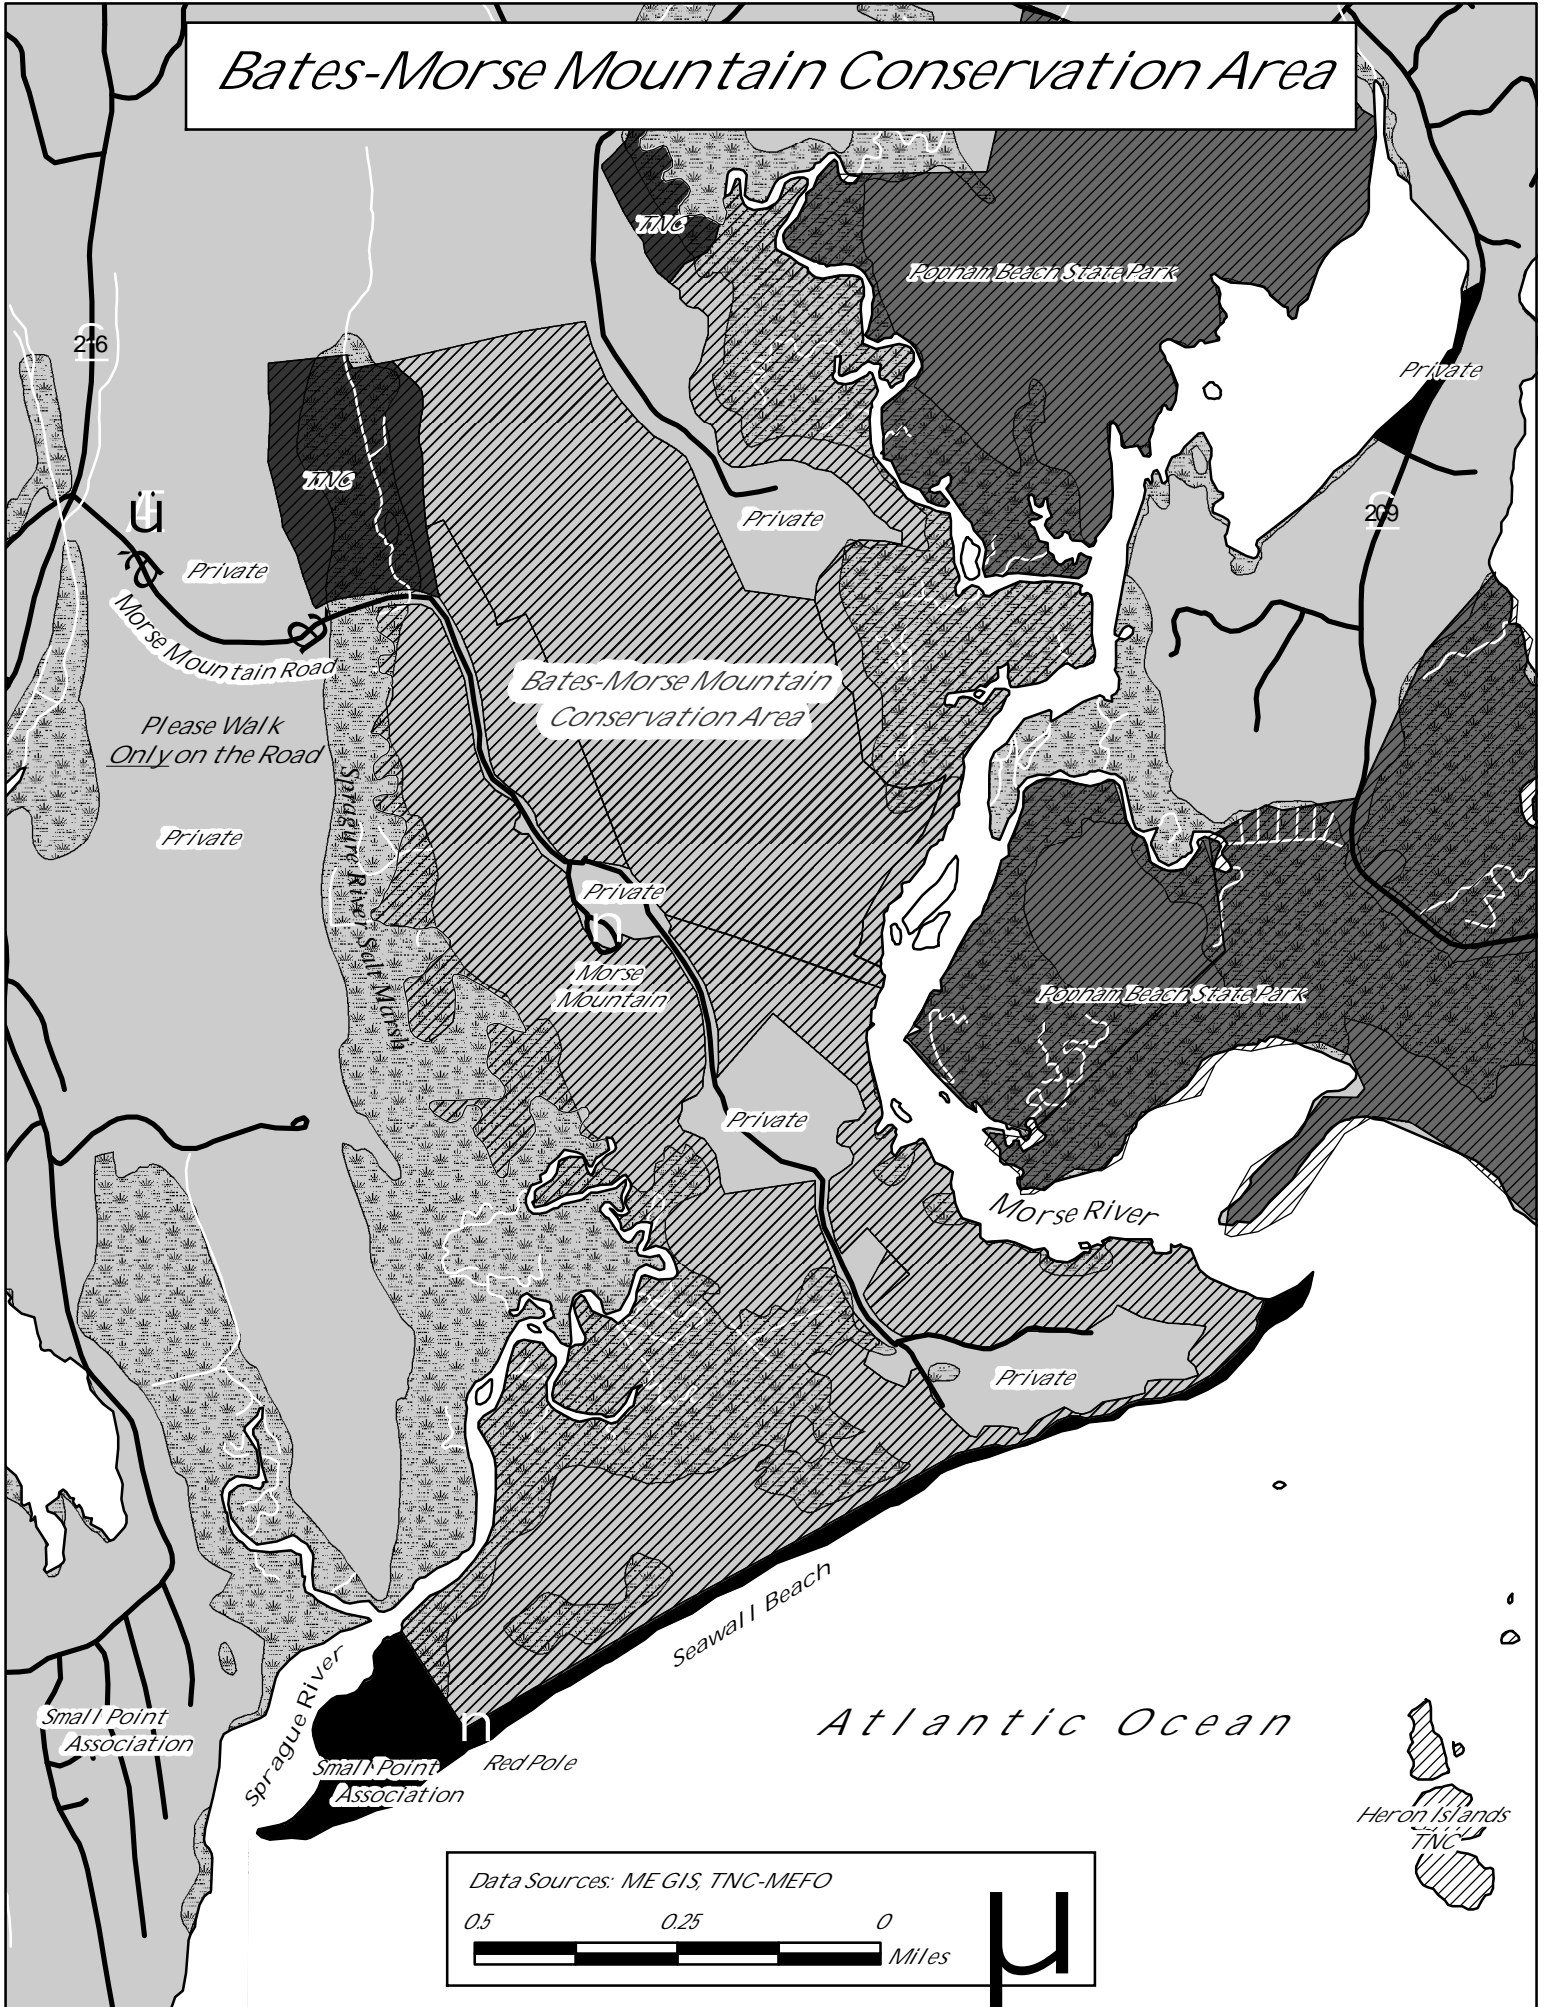 Bates-Morse Mountain Conservation Area
TNC
Popham Beach State Park
216
Private
TNC
209
Private
ü
Private
Morse Mountain Road
Bates-Morse Mountain
Conservation Area
Please Walk
Only on the Road
Private
Sprague River Salt Marsh
Private
n
Morse
Mountain
Popham Beach State Park
Private
Morse River
Private
Seawall Beach
Sprague River
Small Point
Association
n
Red Pole
Small Point
Association
Atlantic Ocean
Heron Islands
TNC
Data Sources: ME GIS, TNC-MEFO
0.5 0.25 0
Miles
µ